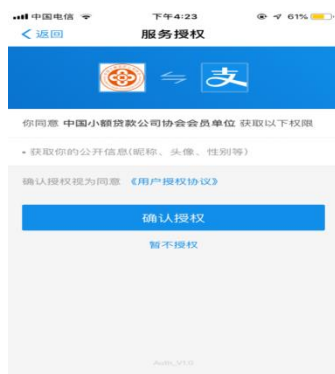 中国电信 下午4:23 61%
返回 服务授权
支
你同意 中国小额贷款公司协会会员单位 获取以下权限
• 获取你的公开信息(昵称、头像、性别等)
确认授权视为同意 《用户授权协议》
确认授权
暂不授权
Auth_V1.0